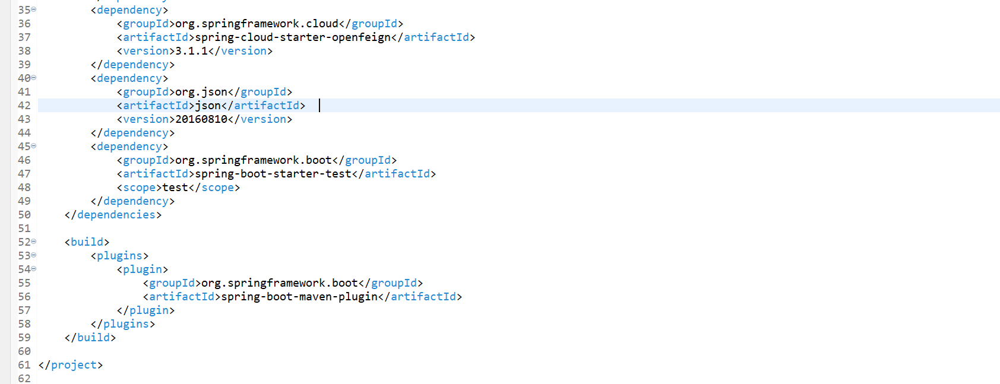 35 <dependency>
36 <groupId>org.springframework.cloud</groupId>
37 <artifactId>spring-cloud-starter-openfeign</artifactId>
38 <version>3.1.1</version>
39 </dependency>
40 <dependency>
41 <groupId>org.json</groupId>
42 <artifactId>json</artifactId>
43 <version>20160810</version>
44 </dependency>
45 <dependency>
46 <groupId>org.springframework.boot</groupId>
47 <artifactId>spring-boot-starter-test</artifactId>
48 <scope>test</scope>
49 </dependency>
50 </dependencies>
51
52 <build>
53 <plugins>
54 <plugin>
55 <groupId>org.springframework.boot</groupId>
56 <artifactId>spring-boot-maven-plugin</artifactId>
57 </plugin>
58 </plugins>
59 </build>
60
61 </project>
62